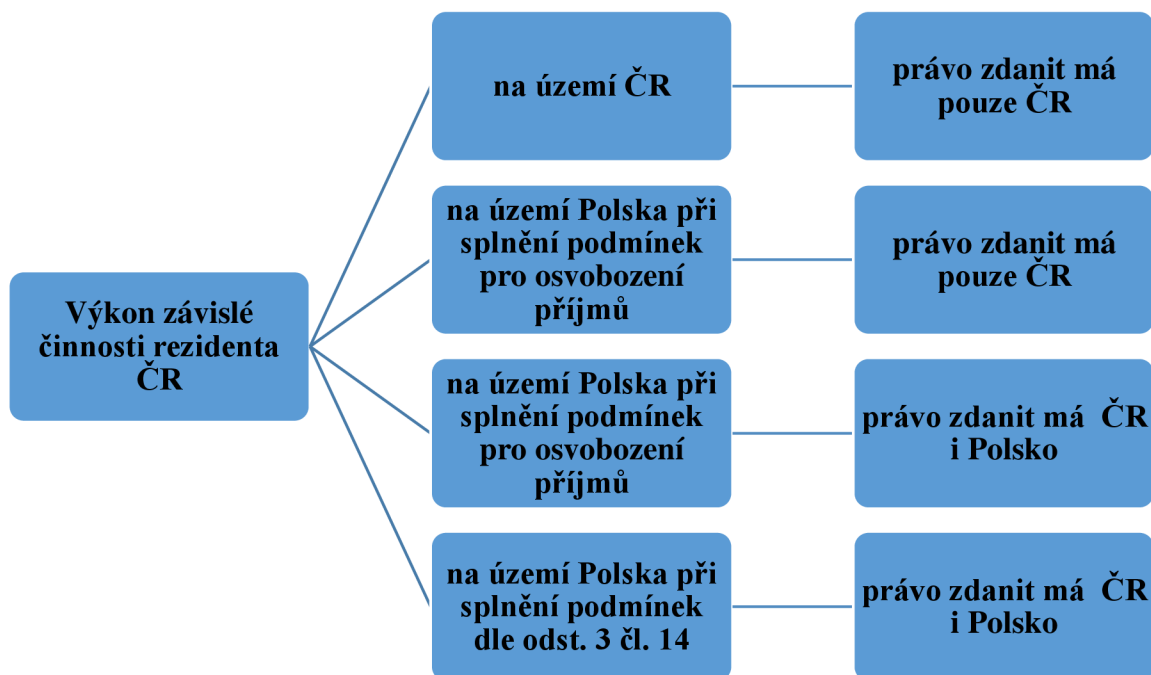 Výkon závislé
činnosti rezidenta
ČR
na území ČR
právo zdanit má
pouze ČR
na území Polska při
splnění podmínek
pro osvobození
příjmů
právo zdanit má
pouze ČR
na území Polska při
splnění podmínek
pro osvobození
příjmů
právo zdanit má  ČR
i Polsko
na území Polska při
splnění podmínek
dle odst. 3 čl. 14
právo zdanit má  ČR
i Polsko